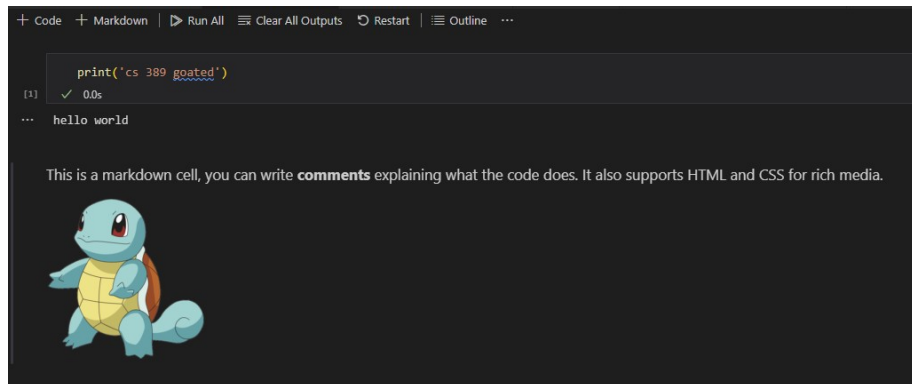 + Code + Markdown | Run All Clear All Outputs Restart | Outline ...
print('cs 389 goated')
[1] ✓ 0.0s
... hello world
This is a markdown cell, you can write comments explaining what the code does. It also supports HTML and CSS for rich media.